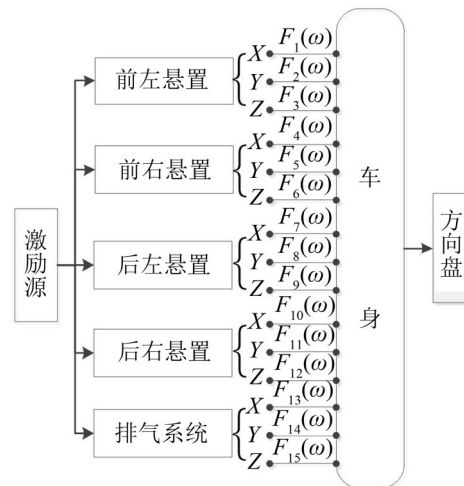 激励源
前左悬置
X F₁(ω)
Y F₂(ω)
Z F₃(ω)
前右悬置
X F₄(ω)
Y F₅(ω)
Z F₆(ω)
后左悬置
X F₇(ω)
Y F₈(ω)
Z F₉(ω)
后右悬置
X F₁₀(ω)
Y F₁₁(ω)
Z F₁₂(ω)
排气系统
X F₁₃(ω)
Y F₁₄(ω)
Z F₁₅(ω)
车身
方向盘